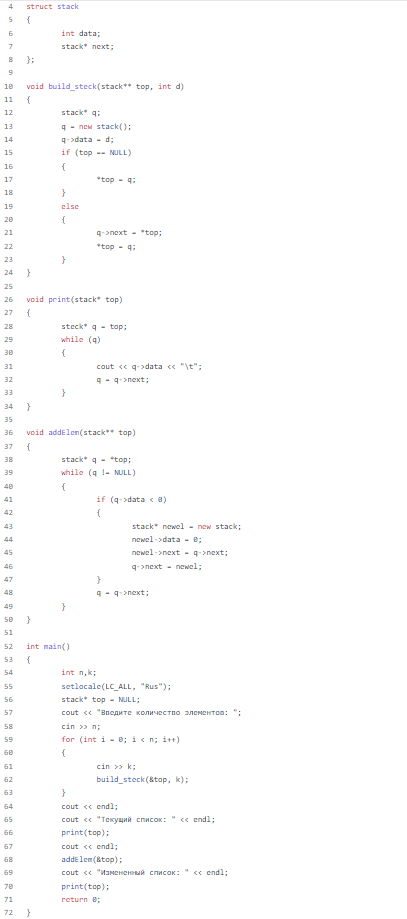 4 struct stack
5 {
6 int data;
7 stack* next;
8 };
9
10 void build_steck(stack** top, int d)
11 {
12 stack* q;
13 q = new stack();
14 q->data = d;
15 if (top == NULL)
16 {
17 *top = q;
18 }
19 else
20 {
21 q->next = *top;
22 *top = q;
23 }
24 }
25
26 void print(stack* top)
27 {
28 steck* q = top;
29 while (q)
30 {
31 cout << q->data << "\t";
32 q = q->next;
33 }
34 }
35
36 void addElem(stack** top)
37 {
38 stack* q = *top;
39 while (q != NULL)
40 {
41 if (q->data < 0)
42 {
43 stack* newel = new stack;
44 newel->data = 0;
45 newel->next = q->next;
46 q->next = newel;
47 }
48 q = q->next;
49 }
50 }
51
52 int main()
53 {
54 int n,k;
55 setlocale(LC_ALL, "Rus");
56 stack* top = NULL;
57 cout << "Введите количество элементов: ";
58 cin >> n;
59 for (int i = 0; i < n; i++)
60 {
61 cin >> k;
62 build_steck(&top, k);
63 }
64 cout << endl;
65 cout << "Текущий список: " << endl;
66 print(top);
67 cout << endl;
68 addElem(&top);
69 cout << "Измененный список: " << endl;
70 print(top);
71 return 0;
72 }